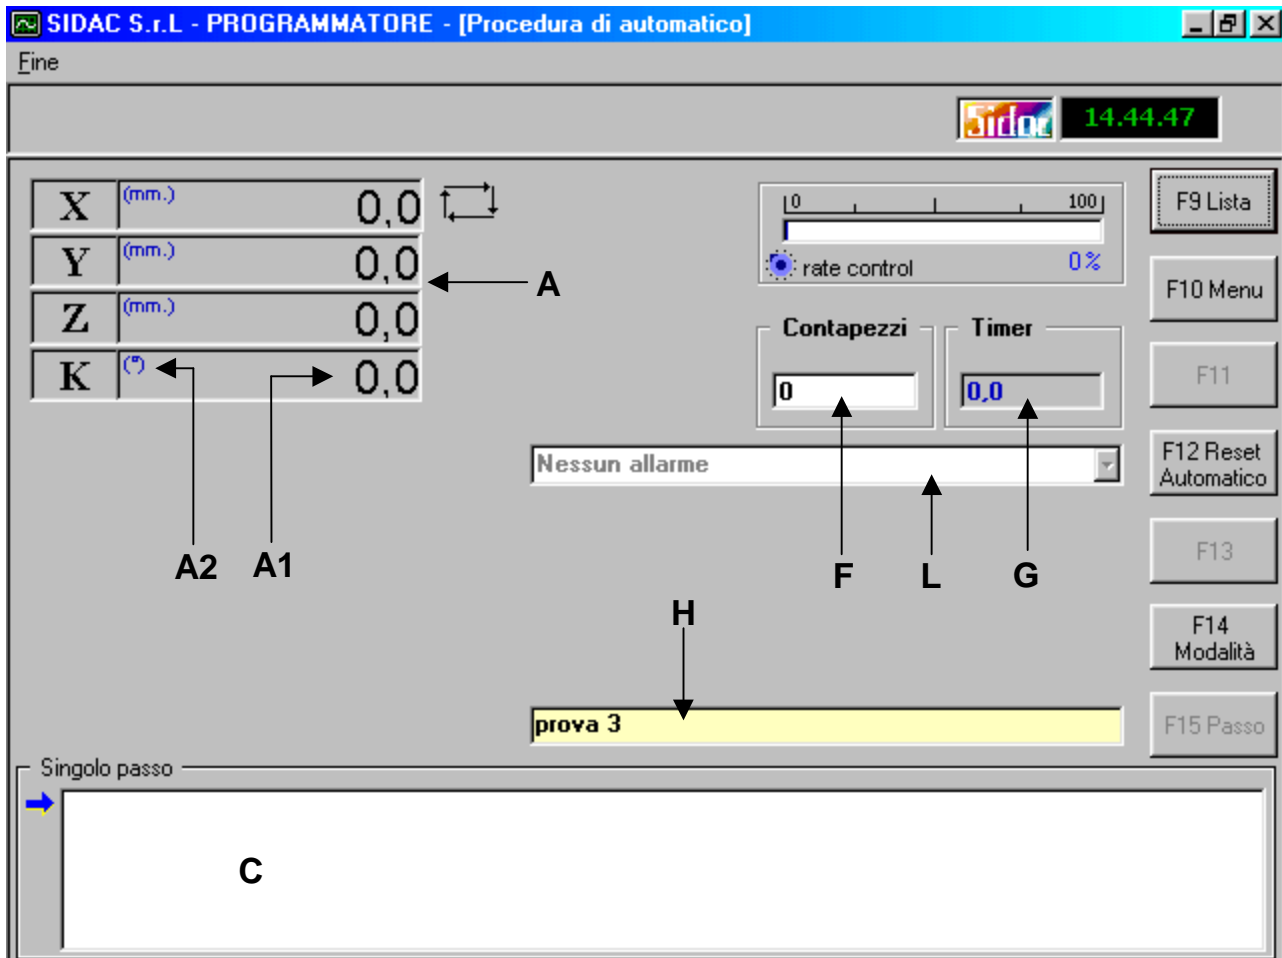 SIDAC S.r.L - PROGRAMMATORE - [Procedura di automatico]
Fine
Sidac 14.44.47
X (mm.) 0,0
Y (mm.) 0,0
Z (mm.) 0,0
K (°) 0,0
A
A2 A1
0 100
rate control 0%
Contapezzi Timer
0 0,0
Nessun allarme
F L G
H
prova 3
F9 Lista
F10 Menu
F11
F12 Reset
Automatico
F13
F14
Modalità
F15 Passo
Singolo passo
C